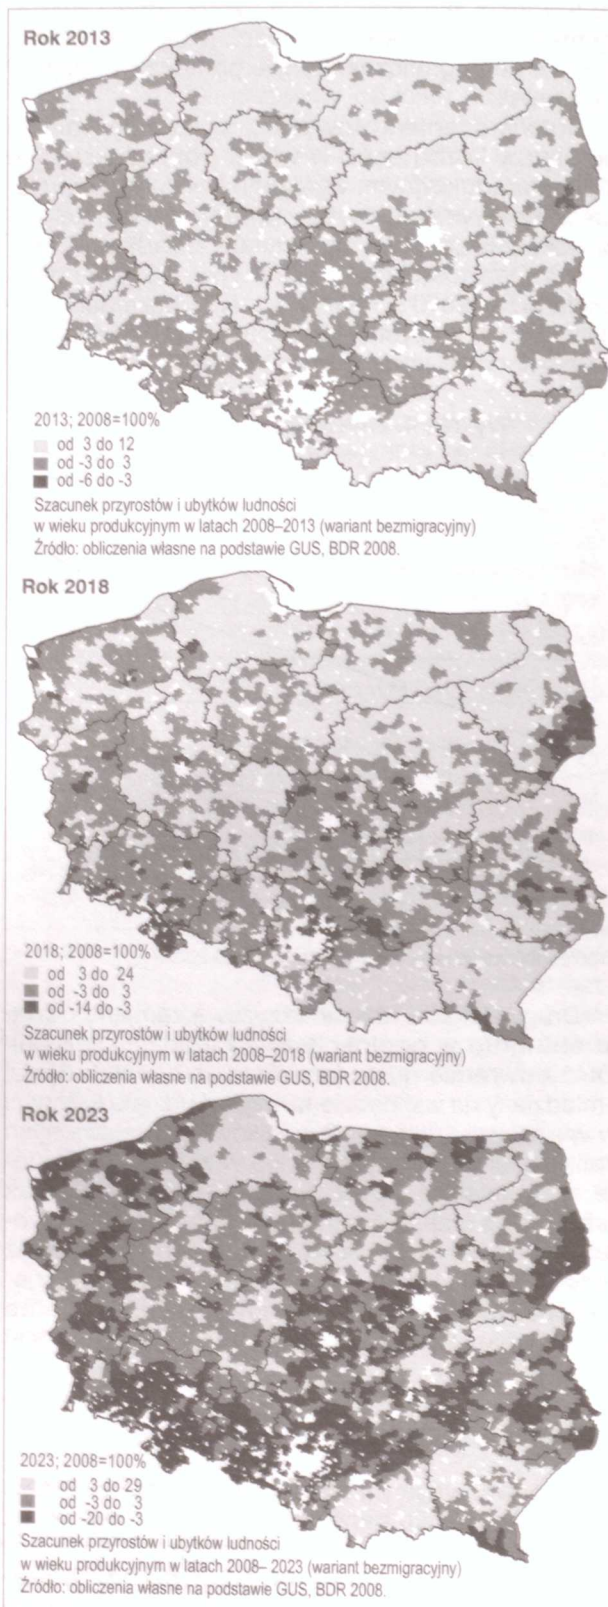 Rok 2013
2013; 2008=100%
od 3 do 12
od -3 do 3
od -6 do -3
Szacunek przyrostów i ubytków ludności
w wieku produkcyjnym w latach 2008–2013 (wariant bezmigracyjny)
Źródło: obliczenia własne na podstawie GUS, BDR 2008.
Rok 2018
2018; 2008=100%
od 3 do 24
od -3 do 3
od -14 do -3
Szacunek przyrostów i ubytków ludności
w wieku produkcyjnym w latach 2008–2018 (wariant bezmigracyjny)
Źródło: obliczenia własne na podstawie GUS, BDR 2008.
Rok 2023
2023; 2008=100%
od 3 do 29
od -3 do 3
od -20 do -3
Szacunek przyrostów i ubytków ludności
w wieku produkcyjnym w latach 2008– 2023 (wariant bezmigracyjny)
Źródło: obliczenia własne na podstawie GUS, BDR 2008.